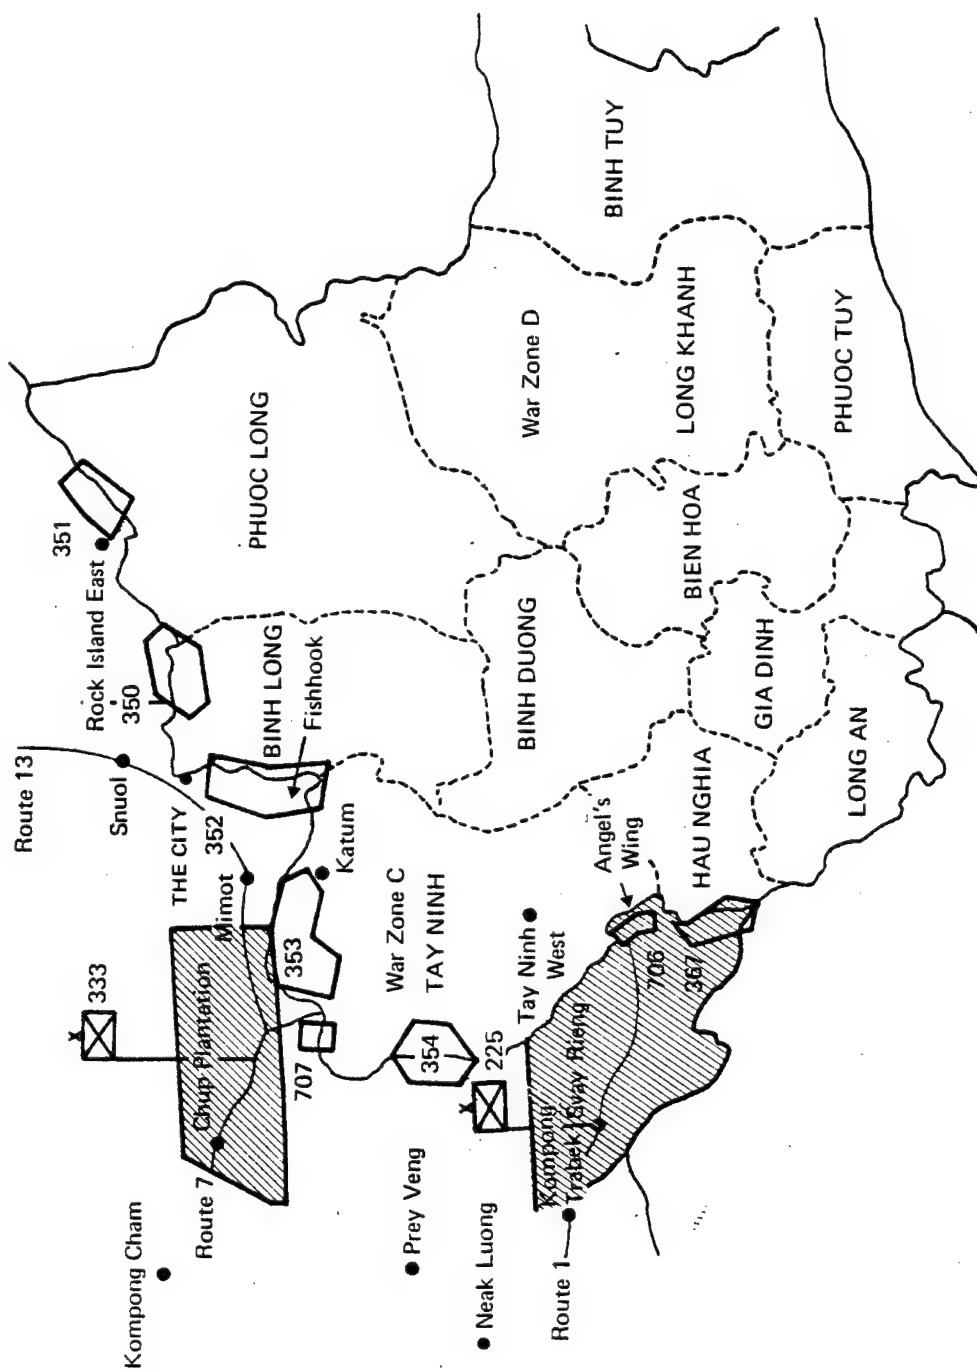 Route 13
351
Rock Island East
350
Snuol
THE CITY
352
Mimot
333
Chup Plantation
353
Katum
Kompong Cham
Route 7
707
PHUOC LONG
BINH LONG
Fishhook
War Zone C
TAY NINH
354
225
Prey Veng
Neak Luong
Route 1
Kompong
Trabek
Svay Rieng
Tay Ninh
West
706
367
Angel's
Wing
HAU NGHIA
BINH DUONG
War Zone D
BINH TUY
LONG KHANH
BIEN HOA
GIA DINH
LONG AN
PHUOC TUY